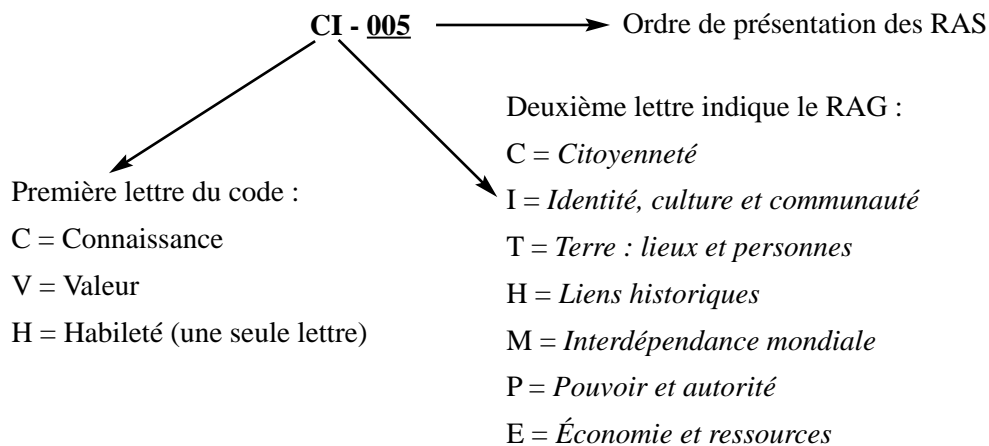 CI - 005
Ordre de présentation des RAS
Première lettre du code :
C = Connaissance
V = Valeur
H = Habileté (une seule lettre)
Deuxième lettre indique le RAG :
C = Citoyenneté
I = Identité, culture et communauté
T = Terre : lieux et personnes
H = Liens historiques
M = Interdépendance mondiale
P = Pouvoir et autorité
E = Économie et ressources